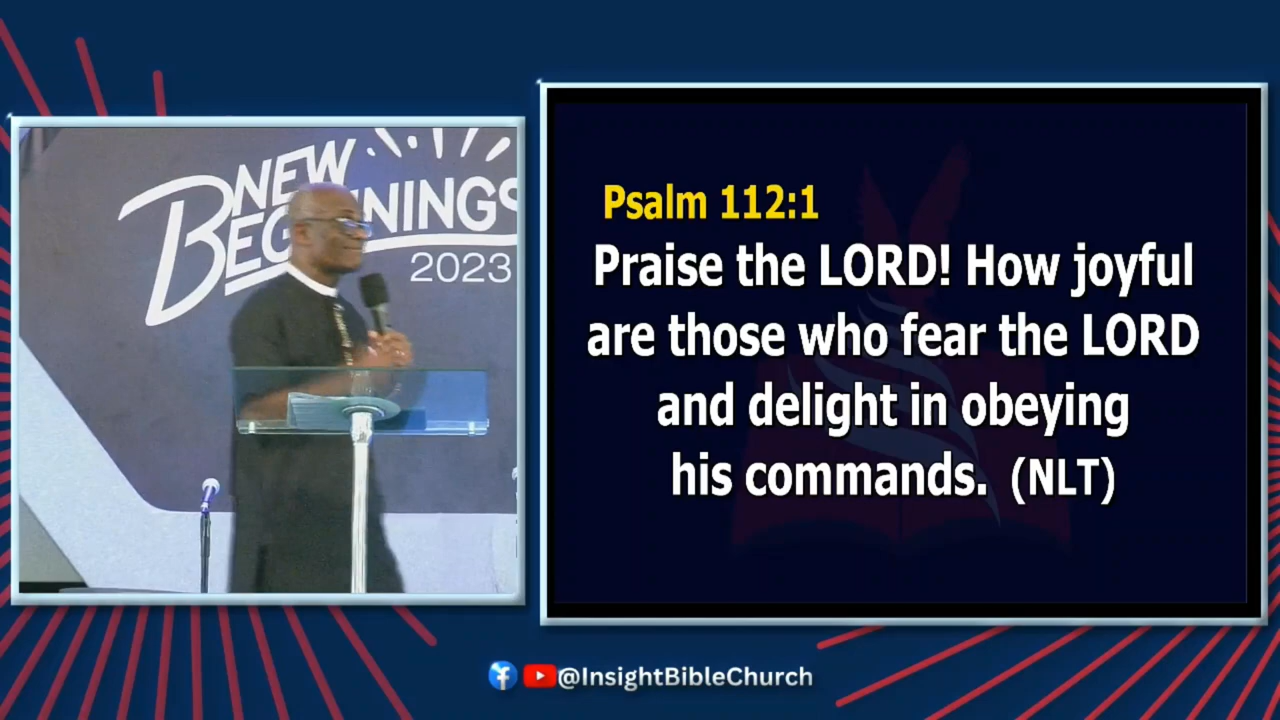 NEW
BEGINNINGS
2023
Psalm 112:1
Praise the LORD! How joyful
are those who fear the LORD
and delight in obeying
his commands. (NLT)
@InsightBibleChurch